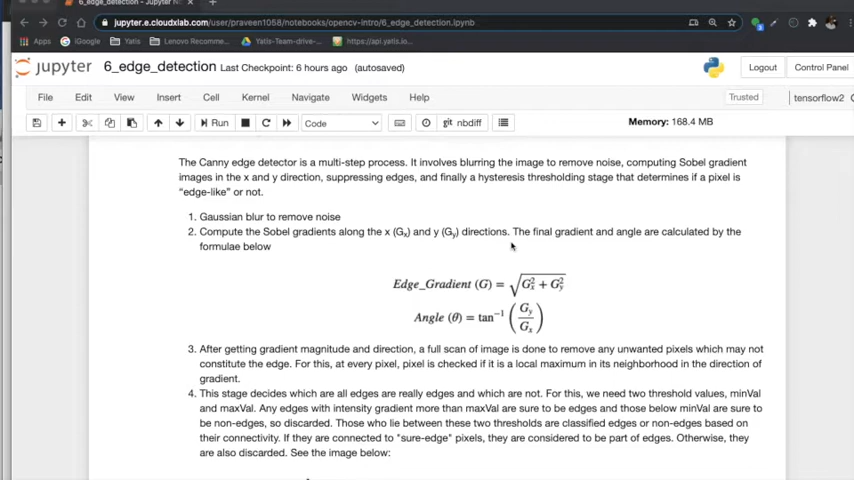 6_edge_detection - Jupyter N
jupyter.e.cloudxlab.com/user/praveen1058/notebooks/opencv-intro/6_edge_detection.ipynb
Apps iGoogle Yatis Lenovo Recomme... Yatis-Team-drive-... https://api.yatis.io...
jupyter 6_edge_detection Last Checkpoint: 6 hours ago (autosaved) Logout Control Panel
File Edit View Insert Cell Kernel Navigate Widgets Help Trusted tensorflow2
Run Code git nbdiff Memory: 168.4 MB
The Canny edge detector is a multi-step process. It involves blurring the image to remove noise, computing Sobel gradient
images in the x and y direction, suppressing edges, and finally a hysteresis thresholding stage that determines if a pixel is
“edge-like” or not.
1. Gaussian blur to remove noise
2. Compute the Sobel gradients along the x (Gx) and y (Gy) directions. The final gradient and angle are calculated by the
formulae below
Edge_Gradient (G) = √(G_x^2 + G_y^2)
Angle (θ) = tan⁻¹ (G_y / G_x)
3. After getting gradient magnitude and direction, a full scan of image is done to remove any unwanted pixels which may not
constitute the edge. For this, at every pixel, pixel is checked if it is a local maximum in its neighborhood in the direction of
gradient.
4. This stage decides which are all edges are really edges and which are not. For this, we need two threshold values, minVal
and maxVal. Any edges with intensity gradient more than maxVal are sure to be edges and those below minVal are sure to
be non-edges, so discarded. Those who lie between these two thresholds are classified edges or non-edges based on
their connectivity. If they are connected to "sure-edge" pixels, they are considered to be part of edges. Otherwise, they
are also discarded. See the image below: